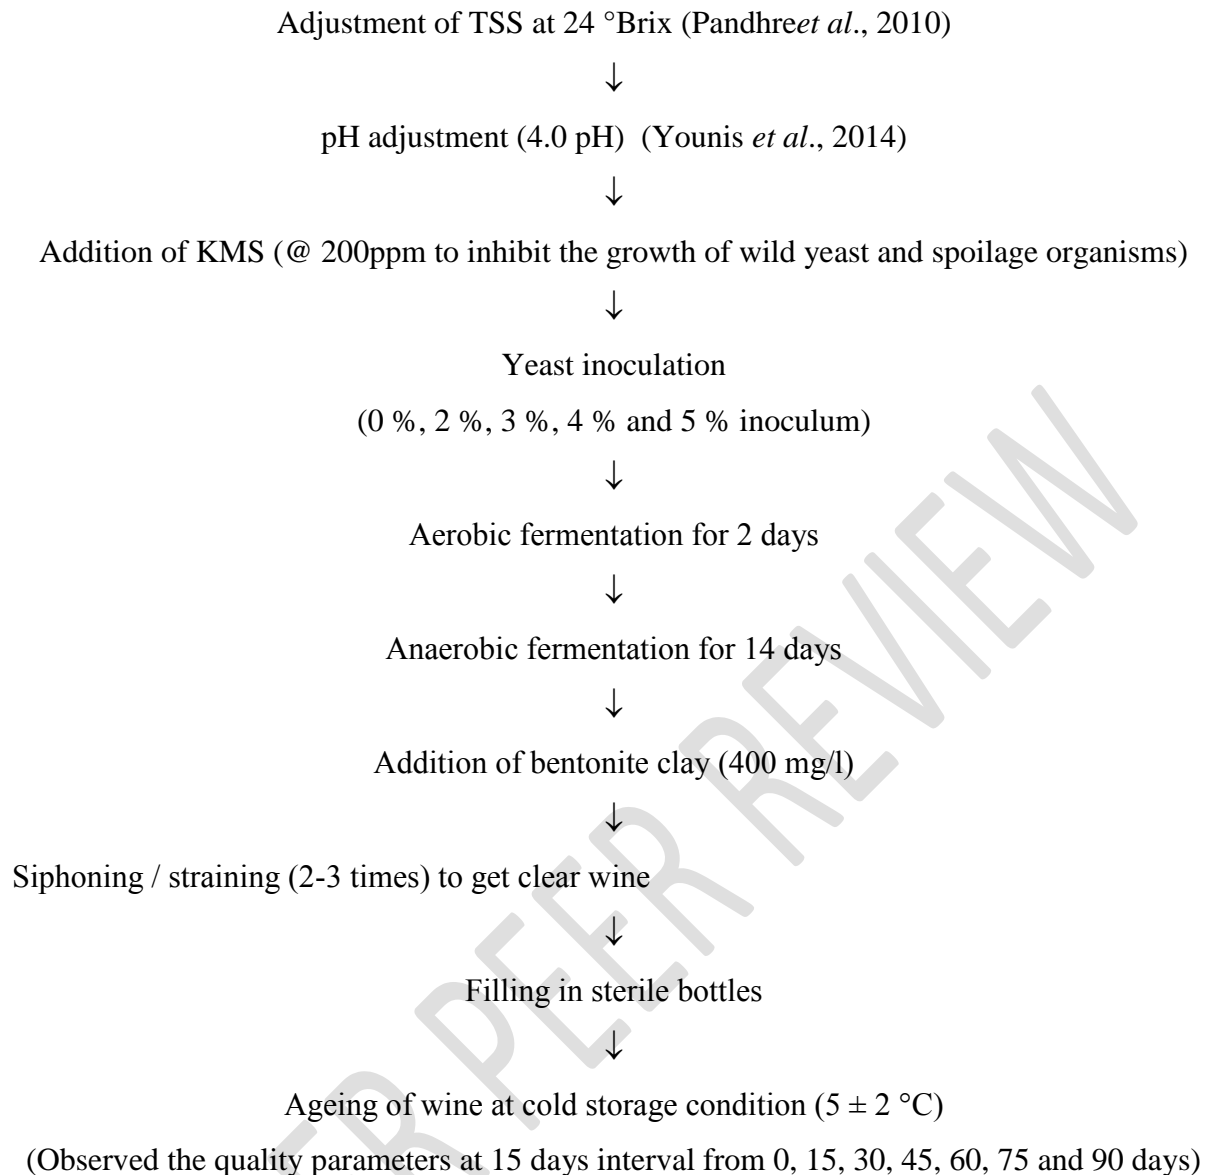 Adjustment of TSS at 24 °Brix (Pandhreet al., 2010)
↓
pH adjustment (4.0 pH)  (Younis et al., 2014)
↓
Addition of KMS (@ 200ppm to inhibit the growth of wild yeast and spoilage organisms)
↓
Yeast inoculation
(0 %, 2 %, 3 %, 4 % and 5 % inoculum)
↓
Aerobic fermentation for 2 days
↓
Anaerobic fermentation for 14 days
↓
Addition of bentonite clay (400 mg/l)
↓
Siphoning / straining (2-3 times) to get clear wine
↓
Filling in sterile bottles
↓
Ageing of wine at cold storage condition (5 ± 2 °C)
(Observed the quality parameters at 15 days interval from 0, 15, 30, 45, 60, 75 and 90 days)
ER PEER REVIEW